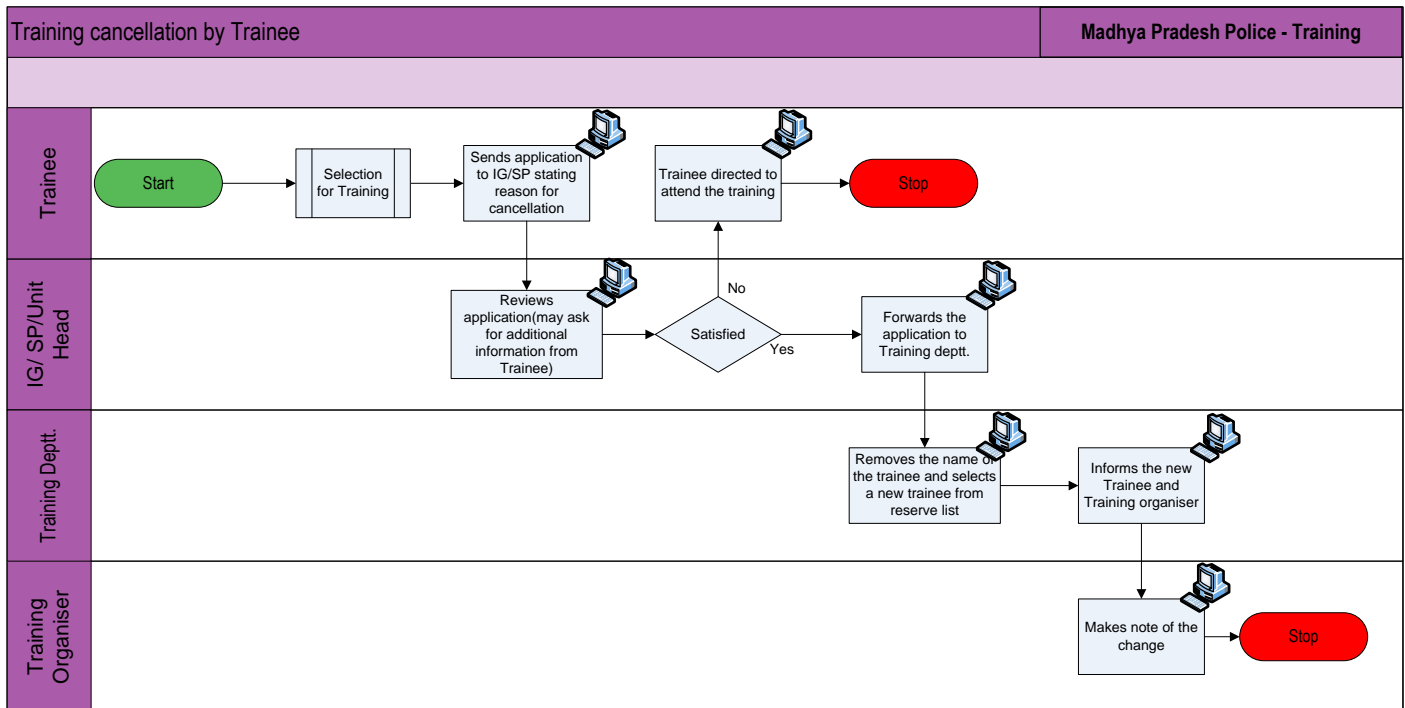 Training cancellation by Trainee
Madhya Pradesh Police - Training
Trainee
Start
Selection
for Training
Sends application
to IG/SP stating
reason for
cancellation
Trainee directed to
attend the training
Stop
IG/ SP/Unit
Head
Reviews
application(may ask
for additional
information from
Trainee)
Satisfied
No
Yes
Forwards the
application to
Training deptt.
Training Deptt.
Removes the name of
the trainee and selects
a new trainee from
reserve list
Informs the new
Trainee and
Training organiser
Training
Organiser
Makes note of the
change
Stop